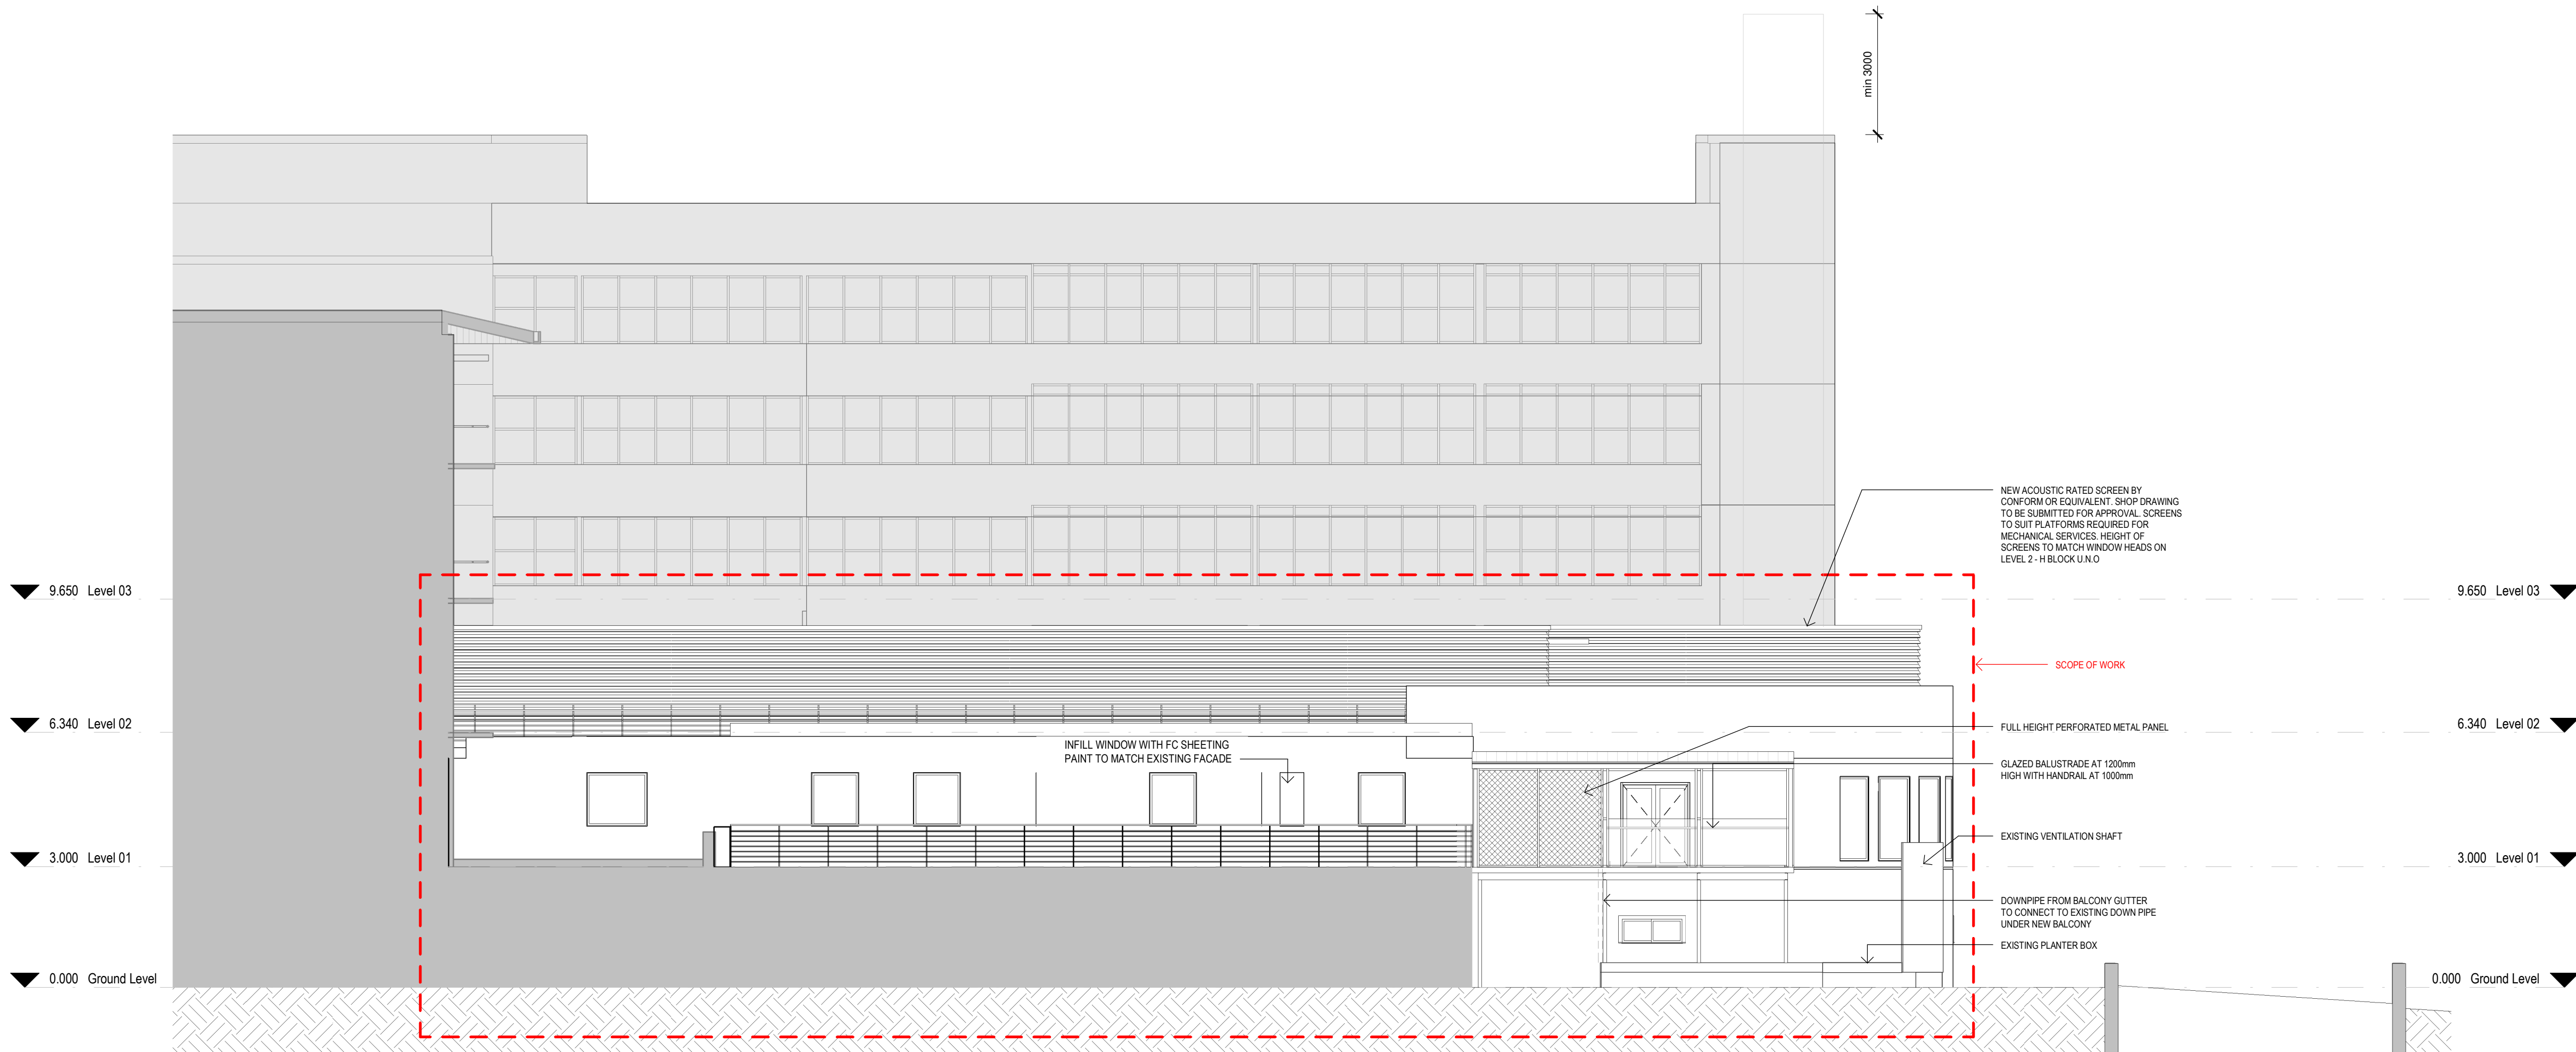 min 3000
NEW ACOUSTIC RATED SCREEN BY
CONFORM OR EQUIVALENT. SHOP DRAWING
TO BE SUBMITTED FOR APPROVAL. SCREENS
TO SUIT PLATFORMS REQUIRED FOR
MECHANICAL SERVICES. HEIGHT OF
SCREENS TO MATCH WINDOW HEADS ON
LEVEL 2 - H BLOCK U.N.O
9.650 Level 03
9.650 Level 03
SCOPE OF WORK
6.340 Level 02
FULL HEIGHT PERFORATED METAL PANEL
6.340 Level 02
INFILL WINDOW WITH FC SHEETING
PAINT TO MATCH EXISTING FACADE
GLAZED BALUSTRADE AT 1200mm
HIGH WITH HANDRAIL AT 1000mm
EXISTING VENTILATION SHAFT
3.000 Level 01
3.000 Level 01
DOWNPIPE FROM BALCONY GUTTER
TO CONNECT TO EXISTING DOWN PIPE
UNDER NEW BALCONY
EXISTING PLANTER BOX
0.000 Ground Level
0.000 Ground Level